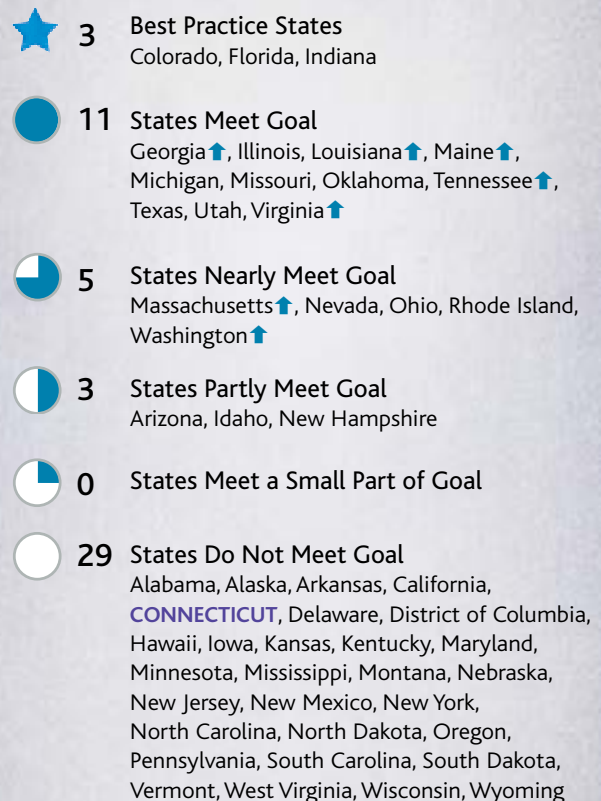 3 Best Practice States
Colorado, Florida, Indiana
11 States Meet Goal
Georgia⬆, Illinois, Louisiana⬆, Maine⬆,
Michigan, Missouri, Oklahoma, Tennessee⬆,
Texas, Utah, Virginia⬆
5 States Nearly Meet Goal
Massachusetts⬆, Nevada, Ohio, Rhode Island,
Washington⬆
3 States Partly Meet Goal
Arizona, Idaho, New Hampshire
0 States Meet a Small Part of Goal
29 States Do Not Meet Goal
Alabama, Alaska, Arkansas, California,
CONNECTICUT, Delaware, District of Columbia,
Hawaii, Iowa, Kansas, Kentucky, Maryland,
Minnesota, Mississippi, Montana, Nebraska,
New Jersey, New Mexico, New York,
North Carolina, North Dakota, Oregon,
Pennsylvania, South Carolina, South Dakota,
Vermont, West Virginia, Wisconsin, Wyoming